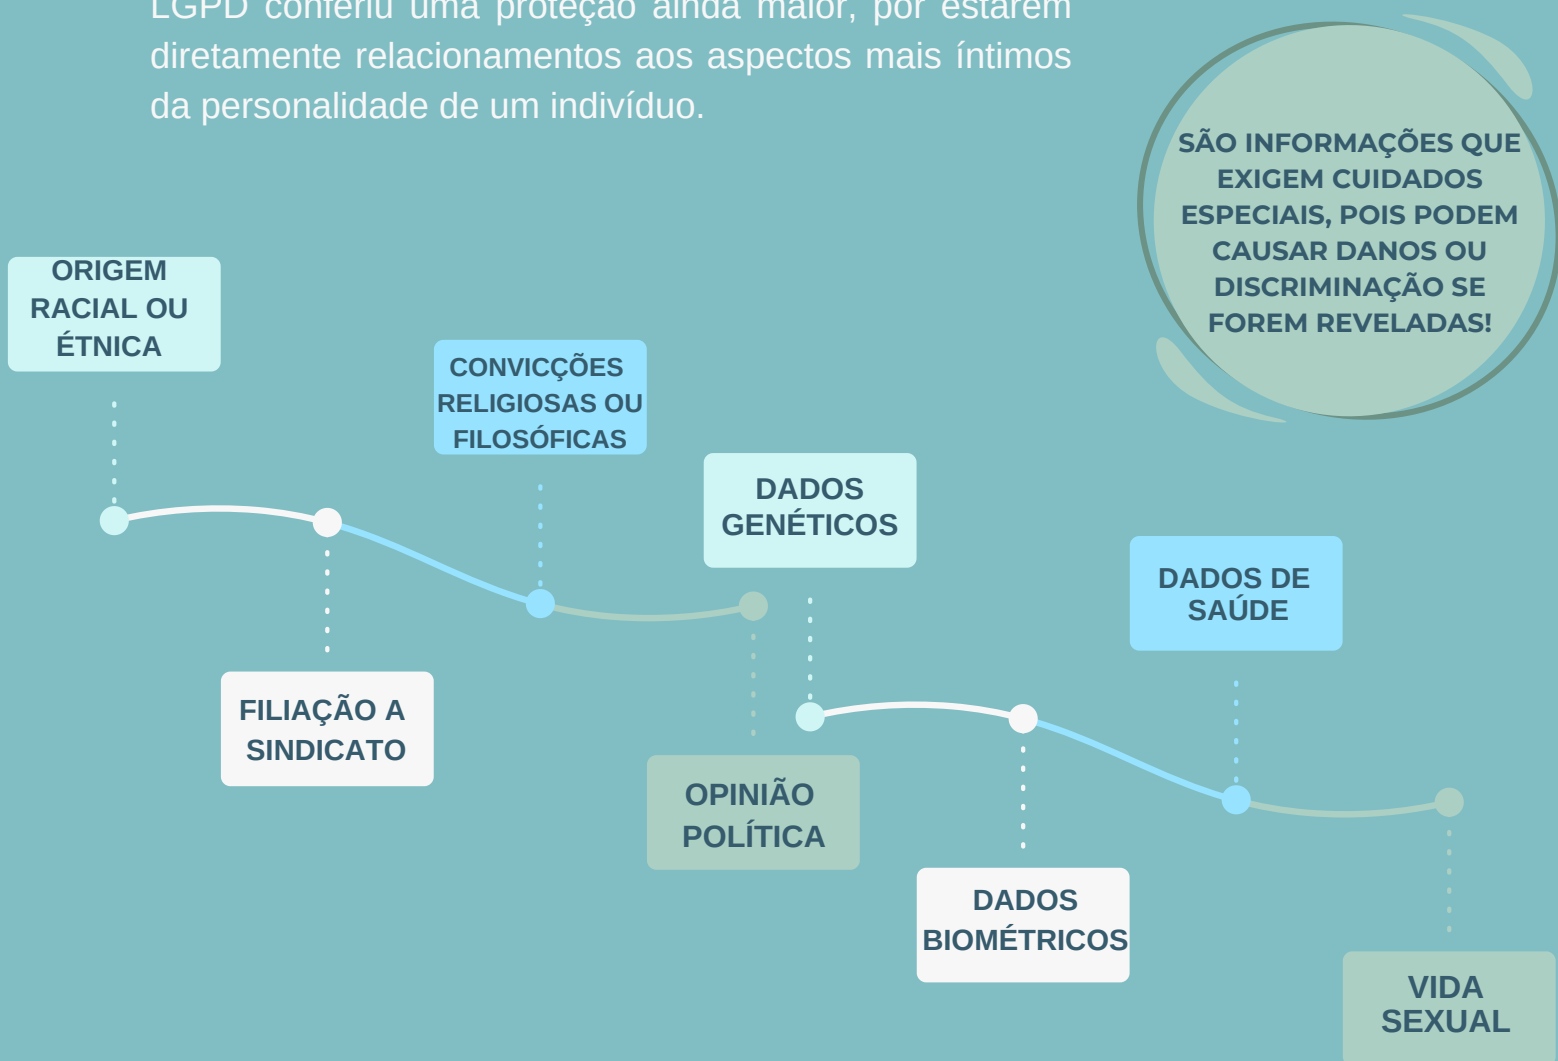 LGPD conferiu uma proteção ainda maior, por estarem
diretamente relacionamentos aos aspectos mais íntimos
da personalidade de um indivíduo.
SÃO INFORMAÇÕES QUE
EXIGEM CUIDADOS
ESPECIAIS, POIS PODEM
CAUSAR DANOS OU
DISCRIMINAÇÃO SE
FOREM REVELADAS!
ORIGEM
RACIAL OU
ÉTNICA
CONVICÇÕES
RELIGIOSAS OU
FILOSÓFICAS
DADOS
GENÉTICOS
DADOS DE
SAÚDE
FILIAÇÃO A
SINDICATO
OPINIÃO
POLÍTICA
DADOS
BIOMÉTRICOS
VIDA
SEXUAL